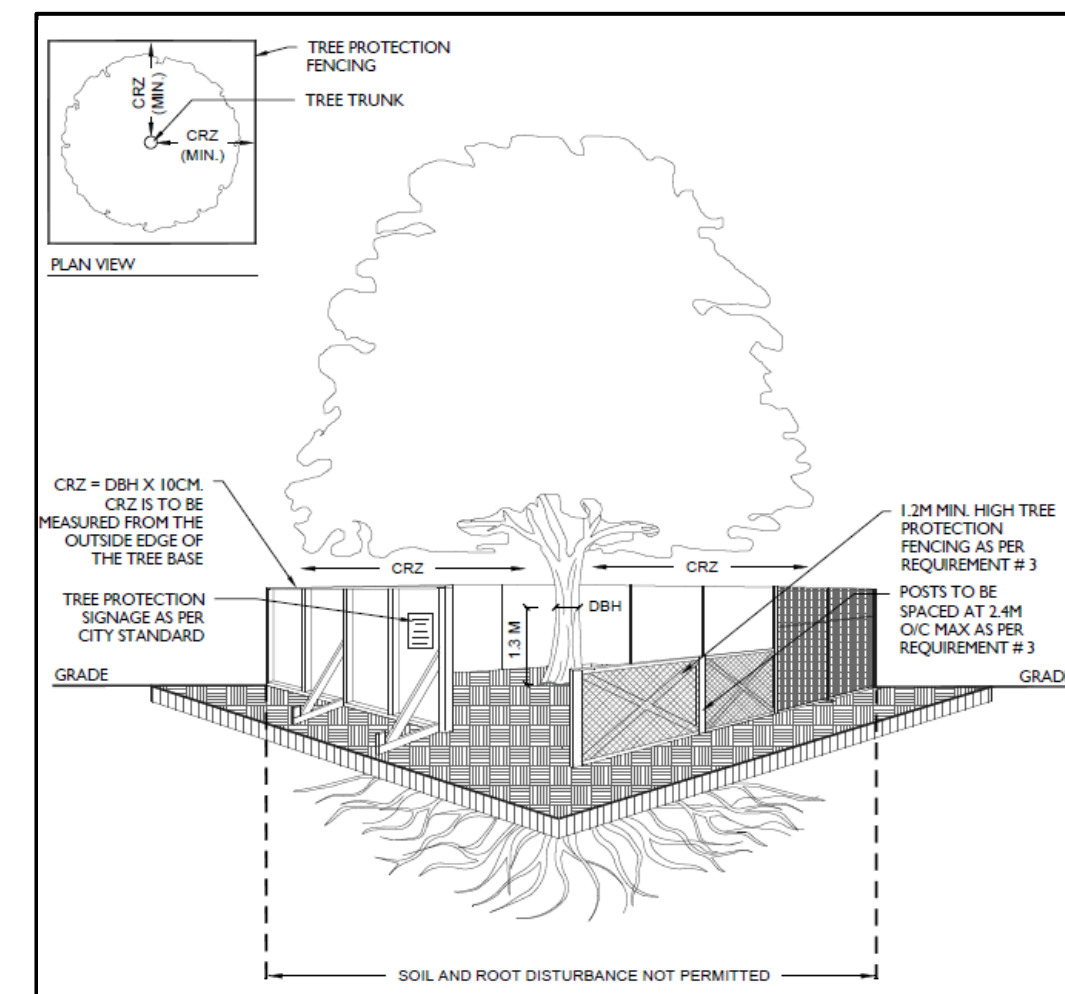 TREE PROTECTION
FENCING
TREE TRUNK
CRZ
(MIN.)
CRZ
(MIN.)
PLAN VIEW
CRZ = DBH X 10CM.
CRZ IS TO BE
MEASURED FROM THE
OUTSIDE EDGE OF
THE TREE BASE
TREE PROTECTION
SIGNAGE AS PER
CITY STANDARD
GRADE
CRZ
CRZ
DBH
1.3 M
1.2M MIN. HIGH TREE
PROTECTION
FENCING AS PER
REQUIREMENT # 3
POSTS TO BE
SPACED AT 2.4M
O/C MAX AS PER
REQUIREMENT # 3
GRAD
SOIL AND ROOT DISTURBANCE NOT PERMITTED